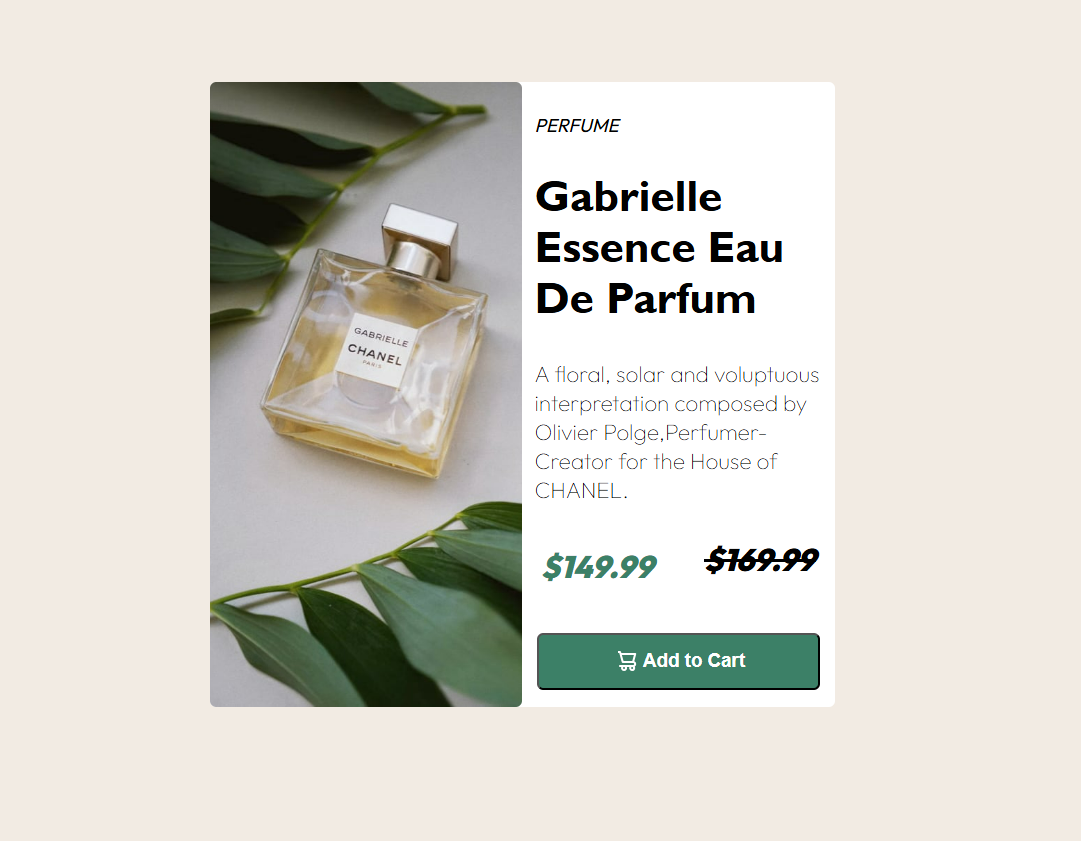 GABRIELLE
CHANEL
PARIS
PERFUME
Gabrielle
Essence Eau
De Parfum
A floral, solar and voluptuous
interpretation composed by
Olivier Polge,Perfumer-
Creator for the House of
CHANEL.
$149.99 $169.99
Add to Cart